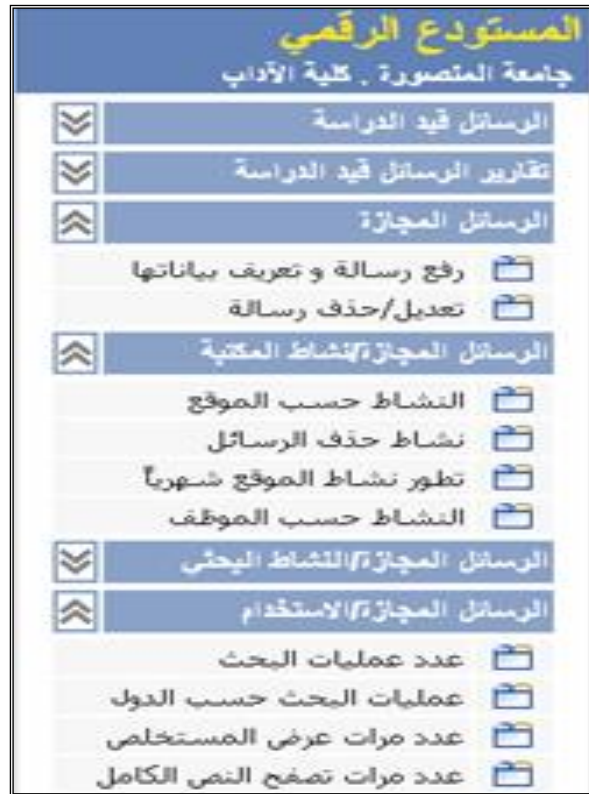 المستودع الرقمي
جامعة المنصورة . كلية الآداب
الرسائل قيد الدراسة
تقارير الرسائل قيد الدراسة
الرسائل المجازة
رفع رسالة و تعريف بياناتها
تعديل/حذف رسالة
الرسائل المجازة/نشاط المكتبة
النشاط حسب الموقع
نشاط حذف الرسائل
تطور نشاط الموقع شهرياً
النشاط حسب الموظف
الرسائل المجازة/النشاط البحثي
الرسائل المجازة/الاستخدام
عدد عمليات البحث
عمليات البحث حسب الدول
عدد مرات عرض المستخلص
عدد مرات تصفح النص الكامل